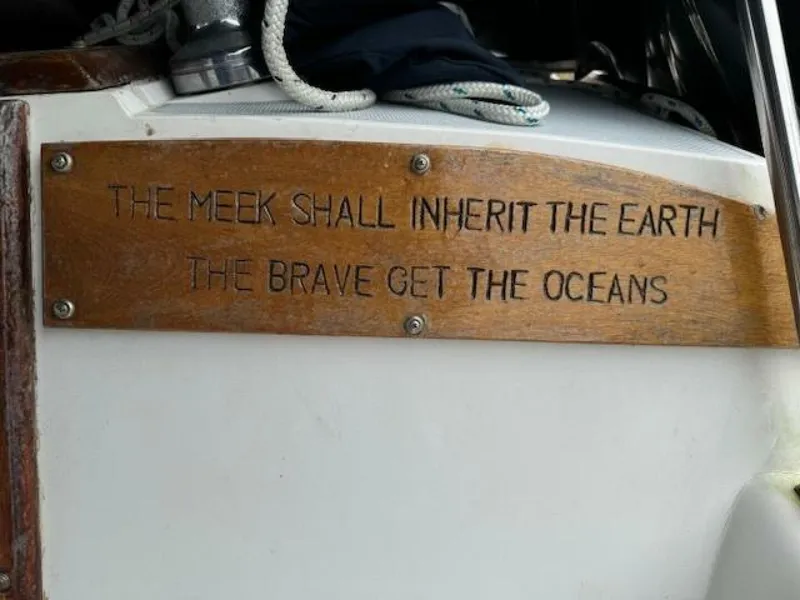 THE MEEK SHALL INHERIT THE EARTH
THE BRAVE GET THE OCEANS